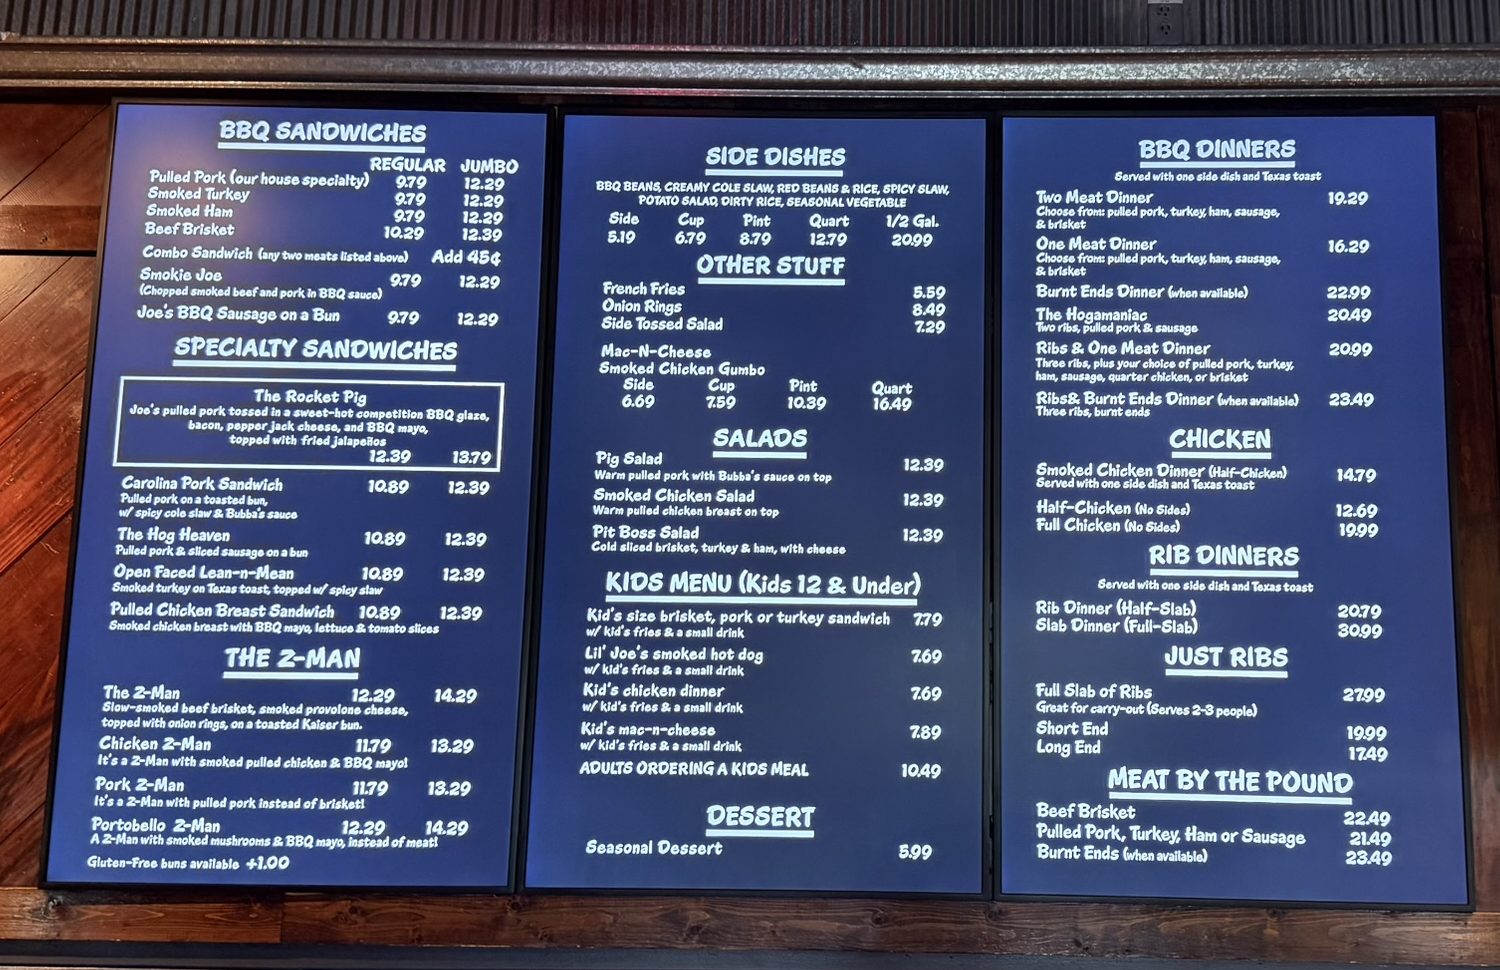 BBQ SANDWICHES
REGULAR JUMBO
Pulled Pork (our house specialty) 9.79 12.29
Smoked Turkey 9.79 12.29
Smoked Ham 9.79 12.29
Beef Brisket 10.29 12.39
Combo Sandwich (any two meats listed above) Add 45¢
Smokie Joe 9.79 12.29
(Chopped smoked beef and pork in BBQ sauce)
Joe's BBQ Sausage on a Bun 9.79 12.29
SPECIALTY SANDWICHES
The Rocket Pig
Joe's pulled pork tossed in a sweet-hot competition BBQ glaze,
bacon, pepper jack cheese, and BBQ mayo,
topped with fried jalapeños
12.39 13.79
Carolina Pork Sandwich 10.89 12.39
Pulled pork on a toasted bun,
w/ spicy cole slaw & Bubba's sauce
The Hog Heaven 10.89 12.39
Pulled pork & sliced sausage on a bun
Open Faced Lean-n-Mean 10.89 12.39
Smoked turkey on Texas toast, topped w/ spicy slaw
Pulled Chicken Breast Sandwich 10.89 12.39
Smoked chicken breast with BBQ mayo, lettuce & tomato slices
THE 2-MAN
The 2-Man 12.29 14.29
Slow-smoked beef brisket, smoked provolone cheese,
topped with onion rings, on a toasted Kaiser bun.
Chicken 2-Man 11.79 13.29
It's a 2-Man with smoked pulled chicken & BBQ mayo!
Pork 2-Man 11.79 13.29
It's a 2-Man with pulled pork instead of brisket!
Portobello 2-Man 12.29 14.29
A 2-Man with smoked mushrooms & BBQ mayo, instead of meat!
Gluten-Free buns available +1.00
SIDE DISHES
BBQ BEANS, CREAMY COLE SLAW, RED BEANS & RICE, SPICY SLAW,
POTATO SALAD, DIRTY RICE, SEASONAL VEGETABLE
Side Cup Pint Quart 1/2 Gal.
5.19 6.79 8.79 12.79 20.99
OTHER STUFF
French Fries 5.59
Onion Rings 8.49
Side Tossed Salad 7.29
Mac-N-Cheese
Smoked Chicken Gumbo
Side Cup Pint Quart
6.69 7.59 10.39 16.49
SALADS
Pig Salad 12.39
Warm pulled pork with Bubba's sauce on top
Smoked Chicken Salad 12.39
Warm pulled chicken breast on top
Pit Boss Salad 12.39
Cold sliced brisket, turkey & ham, with cheese
KIDS MENU (Kids 12 & Under)
Kid's size brisket, pork or turkey sandwich 7.79
w/ kid's fries & a small drink
Lil' Joe's smoked hot dog 7.69
w/ kid's fries & a small drink
Kid's chicken dinner 7.69
w/ kid's fries & a small drink
Kid's mac-n-cheese 7.89
w/ kid's fries & a small drink
ADULTS ORDERING A KIDS MEAL 10.49
DESSERT
Seasonal Dessert 5.99
BBQ DINNERS
Served with one side dish and Texas toast
Two Meat Dinner 19.29
Choose from: pulled pork, turkey, ham, sausage,
& brisket
One Meat Dinner 16.29
Choose from: pulled pork, turkey, ham, sausage,
& brisket
Burnt Ends Dinner (when available) 22.99
The Hogamaniac 20.49
Two ribs, pulled pork & sausage
Ribs & One Meat Dinner 20.99
Three ribs, plus your choice of pulled pork, turkey,
ham, sausage, quarter chicken, or brisket
Ribs& Burnt Ends Dinner (when available) 23.49
Three ribs, burnt ends
CHICKEN
Smoked Chicken Dinner (Half-Chicken) 14.79
Served with one side dish and Texas toast
Half-Chicken (No Sides) 12.69
Full Chicken (No Sides) 19.99
RIB DINNERS
Served with one side dish and Texas toast
Rib Dinner (Half-Slab) 20.79
Slab Dinner (Full-Slab) 30.99
JUST RIBS
Full Slab of Ribs 27.99
Great for carry-out (Serves 2-3 people)
Short End 19.99
Long End 17.49
MEAT BY THE POUND
Beef Brisket 22.49
Pulled Pork, Turkey, Ham or Sausage 21.49
Burnt Ends (when available) 23.49